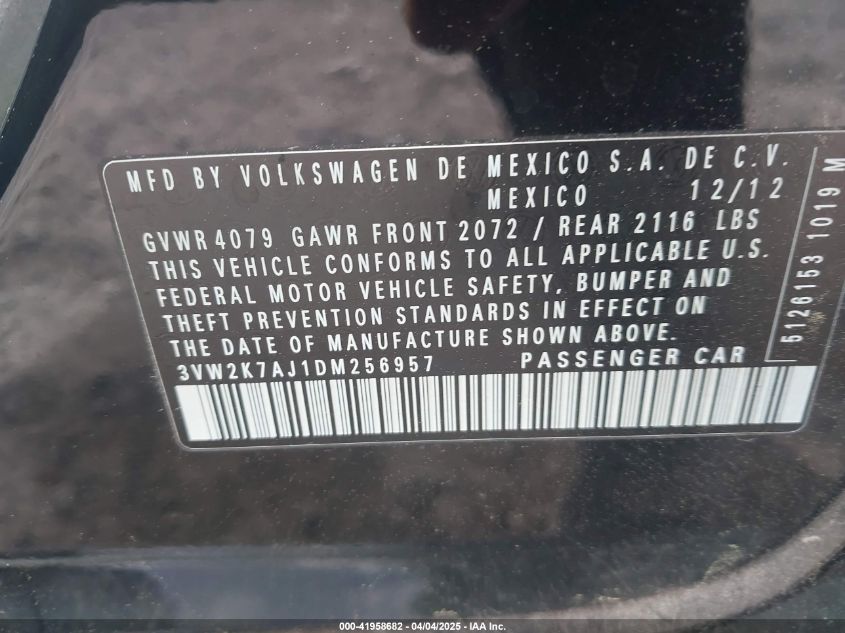 MFD BY VOLKSWAGEN DE MEXICO S.A. DE C.V.
MEXICO 12/12
GVWR 4079 GAWR FRONT 2072 / REAR 2116 LBS
THIS VEHICLE CONFORMS TO ALL APPLICABLE U.S.
FEDERAL MOTOR VEHICLE SAFETY, BUMPER AND
THEFT PREVENTION STANDARDS IN EFFECT ON
THE DATE OF MANUFACTURE SHOWN ABOVE.
3VW2K7AJ1DM256957 PASSENGER CAR
5126153 1019 M
000-41958682 - 04/04/2025 - IAA Inc.